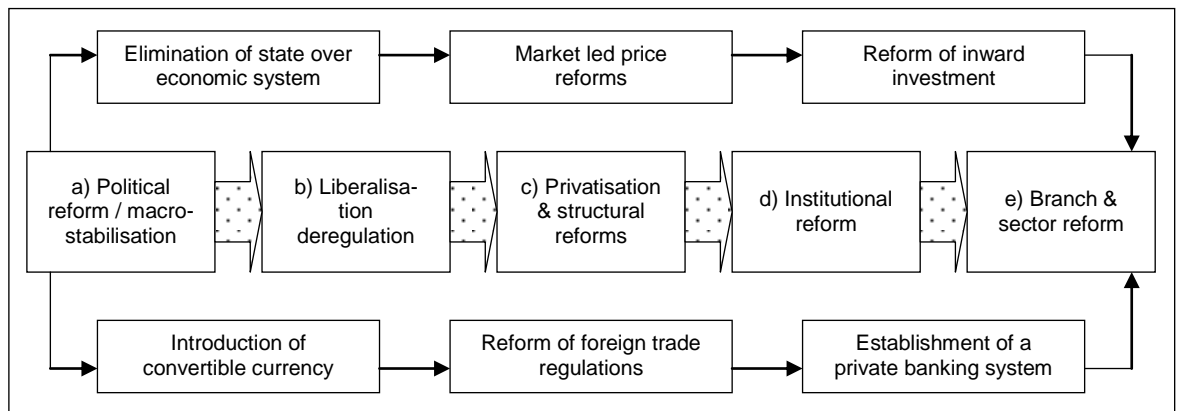 Elimination of state over
economic system
Market led price
reforms
Reform of inward
investment
a) Political
reform / macro-
stabilisation
b) Liberalisa-
tion
deregulation
c) Privatisation
& structural
reforms
d) Institutional
reform
e) Branch &
sector reform
Introduction of
convertible currency
Reform of foreign trade
regulations
Establishment of a
private banking system